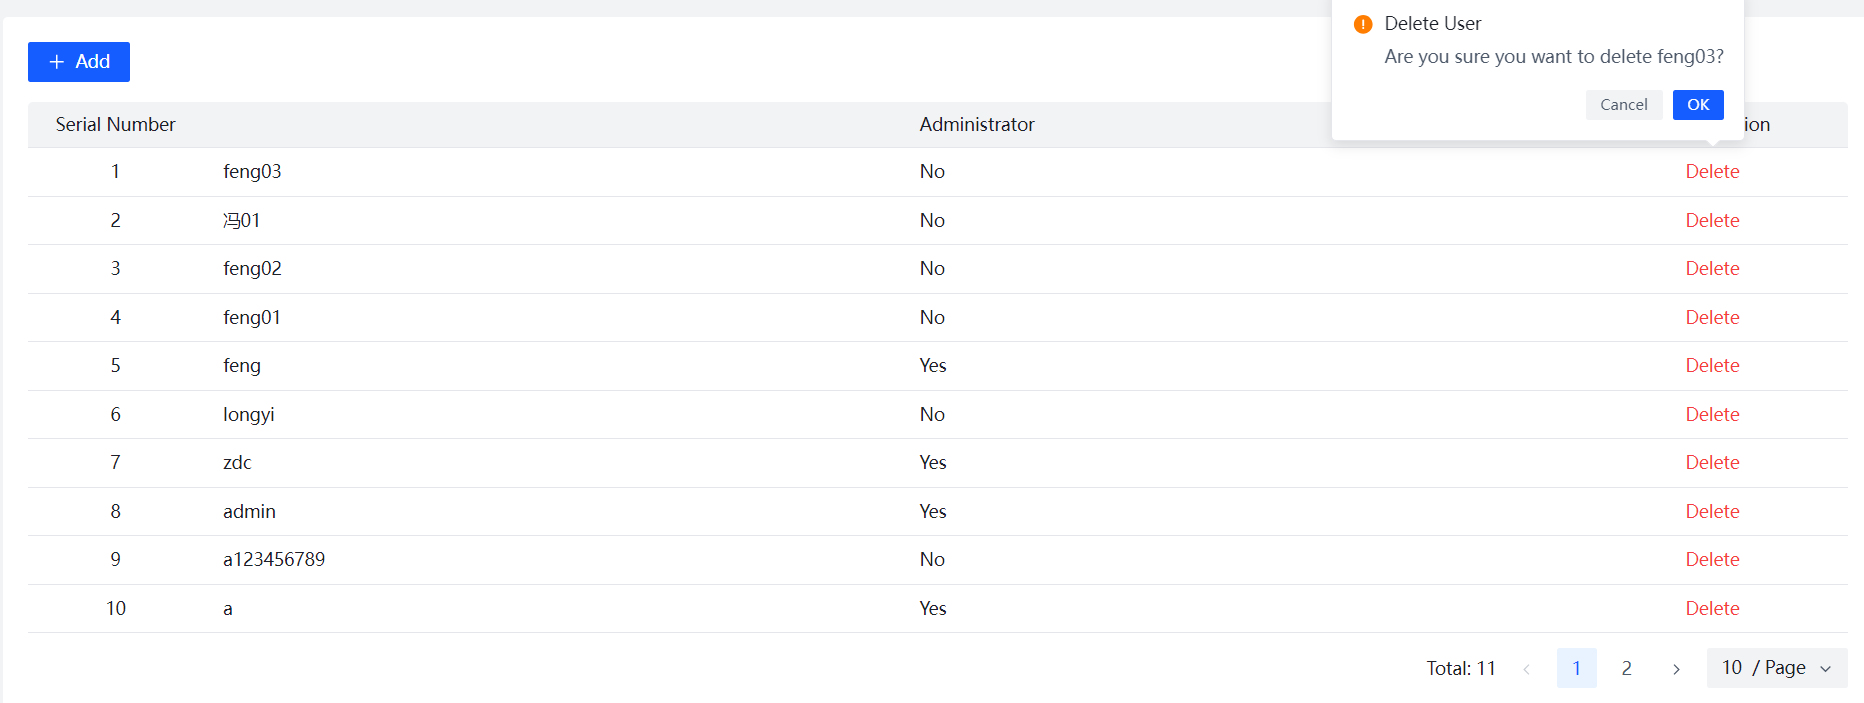 Delete User
Are you sure you want to delete feng03?
Cancel OK
+ Add
Serial Number Administrator ion
1 feng03 No Delete
2 冯01 No Delete
3 feng02 No Delete
4 feng01 No Delete
5 feng Yes Delete
6 longyi No Delete
7 zdc Yes Delete
8 admin Yes Delete
9 a123456789 No Delete
10 a Yes Delete
Total: 11 < 1 2 > 10 / Page